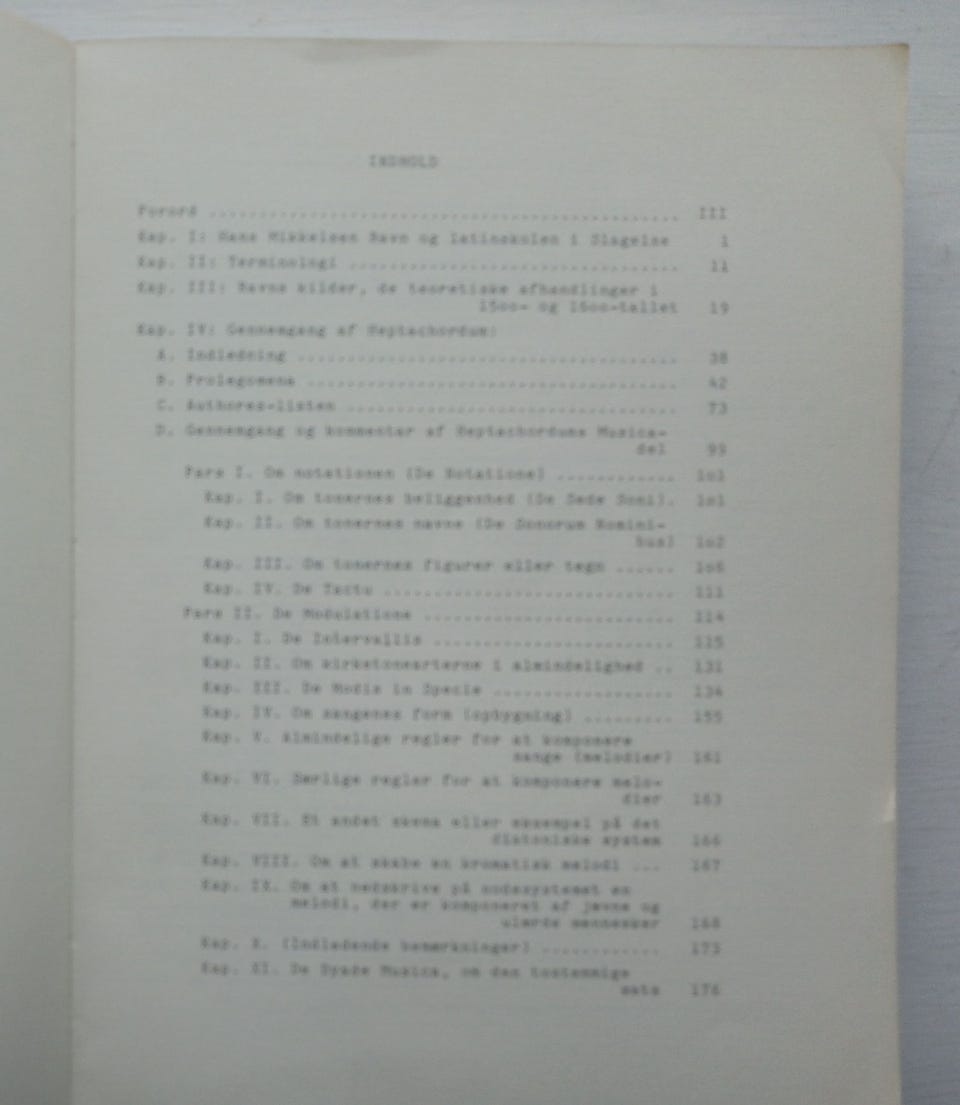 INDHOLD
Forord ................................................ III
Kap. I: Hans Mikkelsen Ravn og latinskolen i Slagelse 1
Kap. II: Terminologi .................................. 11
Kap. III: Ravns kilder, de teoretiske afhandlinger i
15oo- og 16oo-tallet 19
Kap. IV: Gennemgang af Heptachordum:
A. Indledning ....................................... 38
B. Prolegomena ...................................... 42
C. Authores-listen .................................. 73
D. Gennemgang og kommentar af Heptachordums Musica-
del 99
Pars I. Om notationen (De Notatione) ............ 1o1
Kap. I. Om tonernes beliggenhed (De Sede Soni). 1o1
Kap. II. Om tonernes navne (De Sonorum Nomini-
bus) 1o2
Kap. III. Om tonernes figurer eller tegn ...... 1o6
Kap. IV. De Tactu ............................. 111
Pars II. De Modulatione ......................... 114
Kap. I. De Intervallis ........................ 115
Kap. II. Om kirketonearterne i almindelighed .. 131
Kap. III. De Modis in Specie .................. 134
Kap. IV. Om sangenes form (opbygning) ......... 155
Kap. V. Almindelige regler for at komponere
sange (melodier) 161
Kap. VI. Særlige regler for at komponere melo-
dier 163
Kap. VII. Et andet skema eller eksempel på det
diatoniske system 166
Kap. VIII. Om at skabe en kromatisk melodi ... 167
Kap. IX. Om at nedskrive på nodesystemet en
melodi, der er komponeret af jævne og
ulærde mennesker 168
Kap. X. (Indledende bemærkninger) ............ 173
Kap. XI. De Dyade Musica, om den tostemmige
sats 176